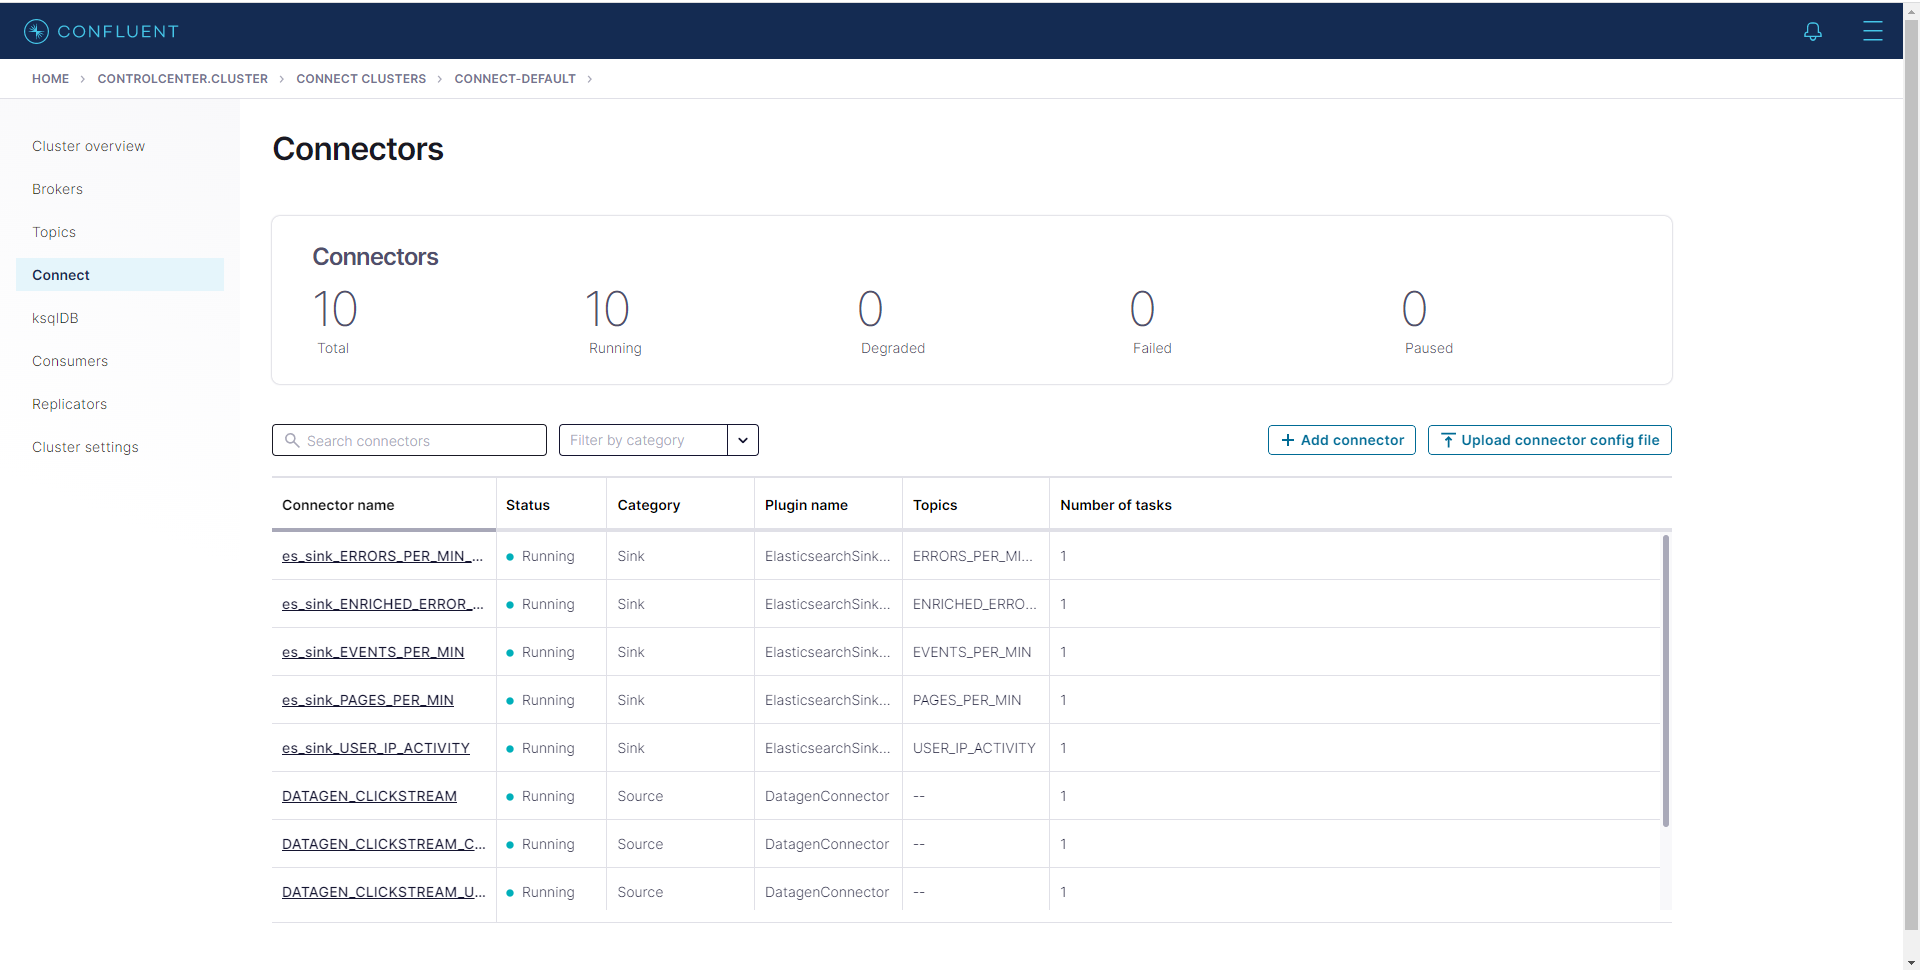 CONFLUENT
HOME > CONTROLCENTER.CLUSTER > CONNECT CLUSTERS > CONNECT-DEFAULT >
Cluster overview
Brokers
Topics
Connect
ksqlDB
Consumers
Replicators
Cluster settings
Connectors
Connectors
10 10 0 0 0
Total Running Degraded Failed Paused
Search connectors Filter by category + Add connector Upload connector config file
Connector name Status Category Plugin name Topics Number of tasks
es_sink_ERRORS_PER_MIN_... Running Sink ElasticsearchSink... ERRORS_PER_MI... 1
es_sink_ENRICHED_ERROR_... Running Sink ElasticsearchSink... ENRICHED_ERRO... 1
es_sink_EVENTS_PER_MIN Running Sink ElasticsearchSink... EVENTS_PER_MIN 1
es_sink_PAGES_PER_MIN Running Sink ElasticsearchSink... PAGES_PER_MIN 1
es_sink_USER_IP_ACTIVITY Running Sink ElasticsearchSink... USER_IP_ACTIVITY 1
DATAGEN_CLICKSTREAM Running Source DatagenConnector -- 1
DATAGEN_CLICKSTREAM_C... Running Source DatagenConnector -- 1
DATAGEN_CLICKSTREAM_U... Running Source DatagenConnector -- 1